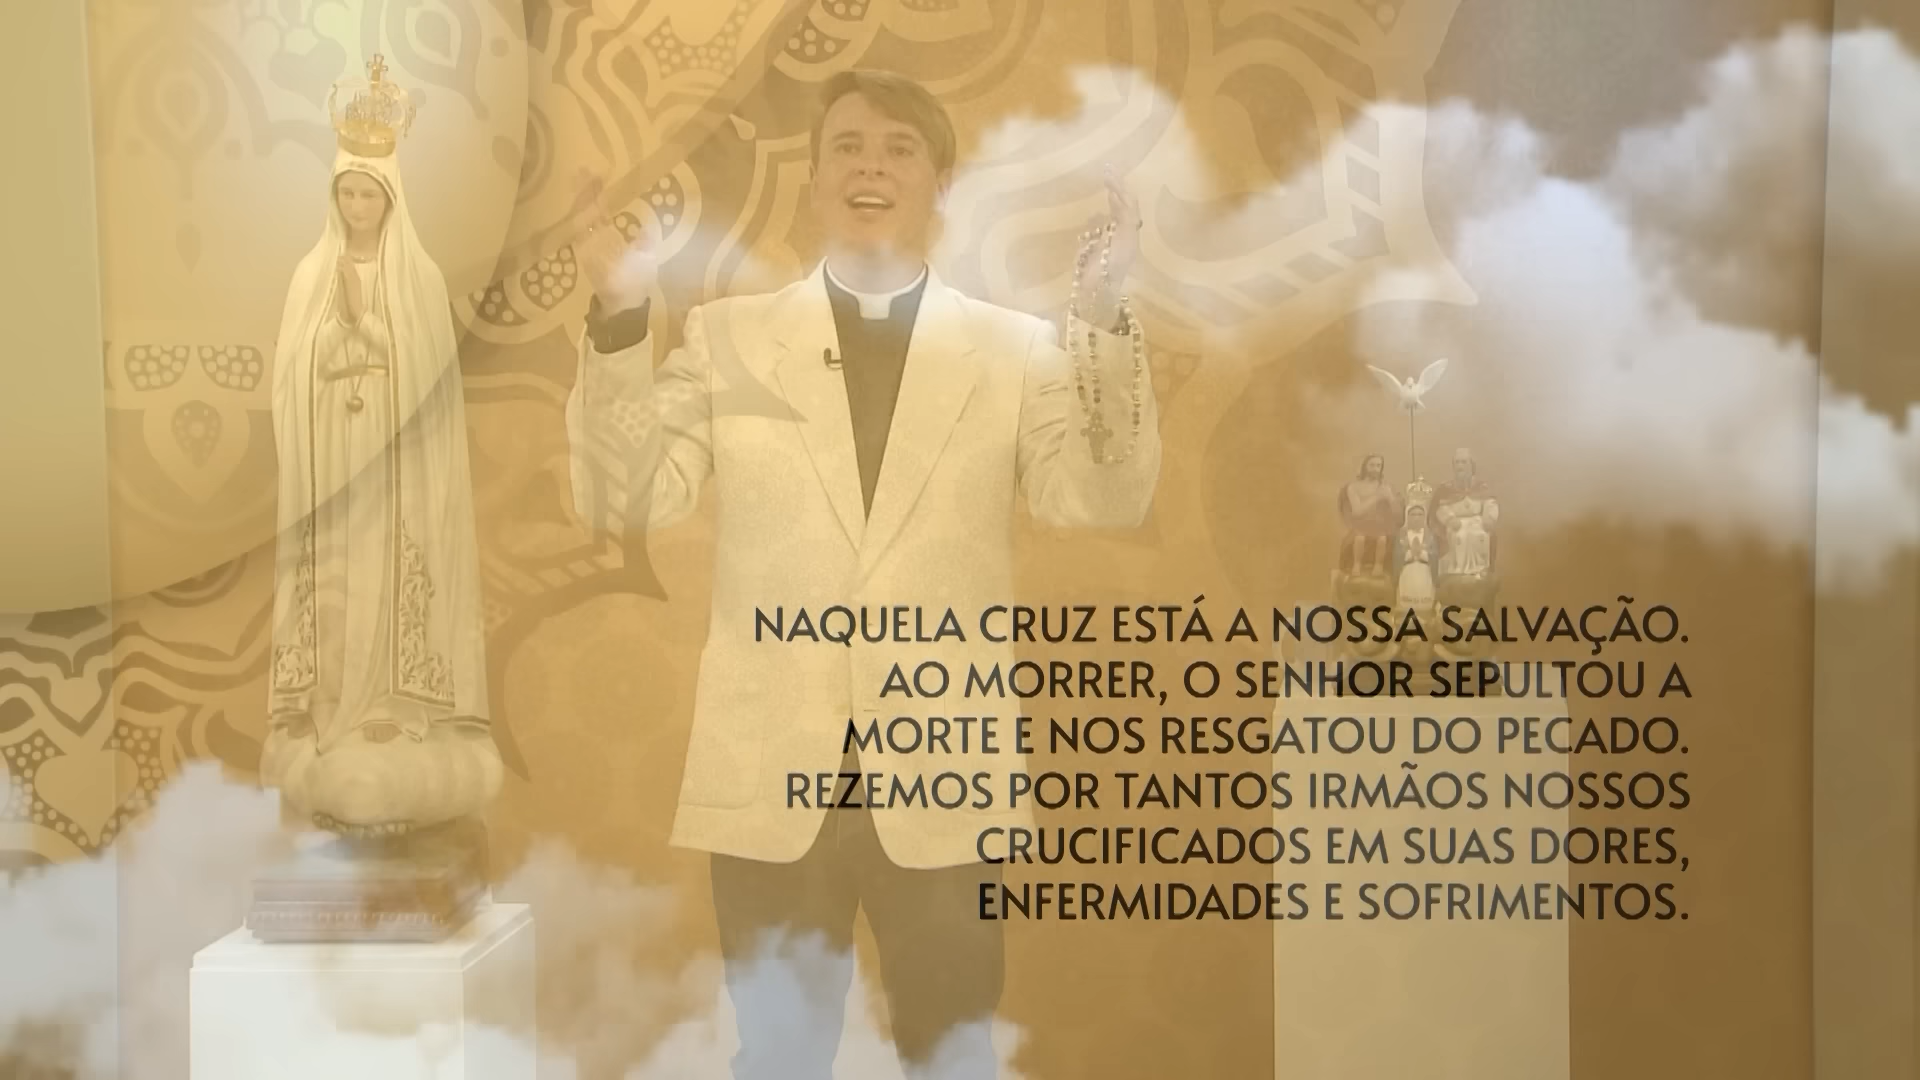 NAQUELA CRUZ ESTÁ A NOSSA SALVAÇÃO.
AO MORRER, O SENHOR SEPULTOU A
MORTE E NOS RESGATOU DO PECADO.
REZEMOS POR TANTOS IRMÃOS NOSSOS
CRUCIFICADOS EM SUAS DORES,
ENFERMIDADES E SOFRIMENTOS.